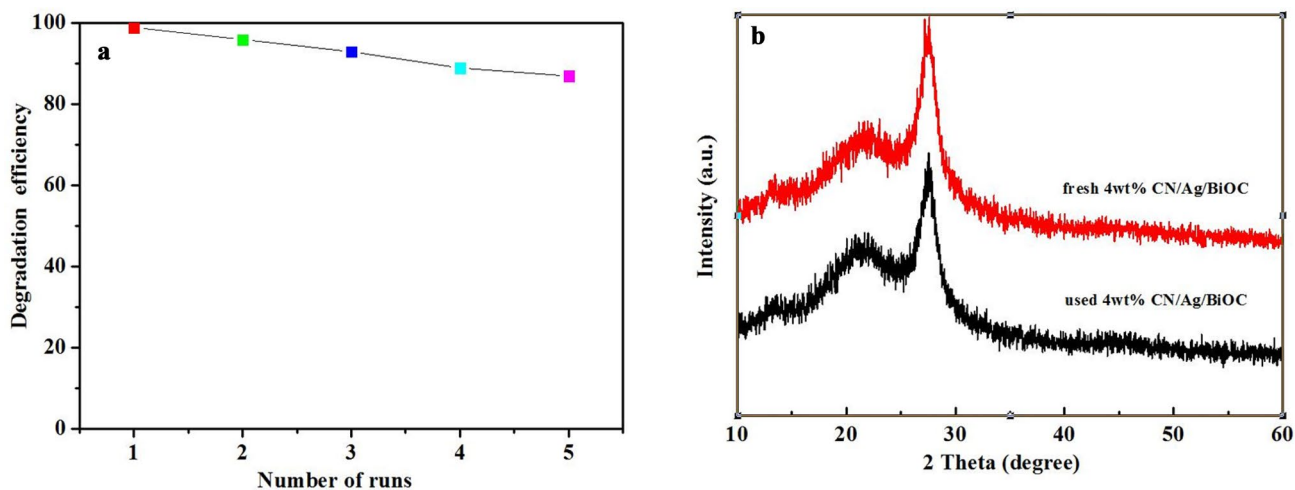 a
100
80
60
40
20
0
Degradation efficiency
1 2 3 4 5
Number of runs
b
Intensity (a.u.)
fresh 4wt% CN/Ag/BiOC
used 4wt% CN/Ag/BiOC
10 20 30 40 50 60
2 Theta (degree)